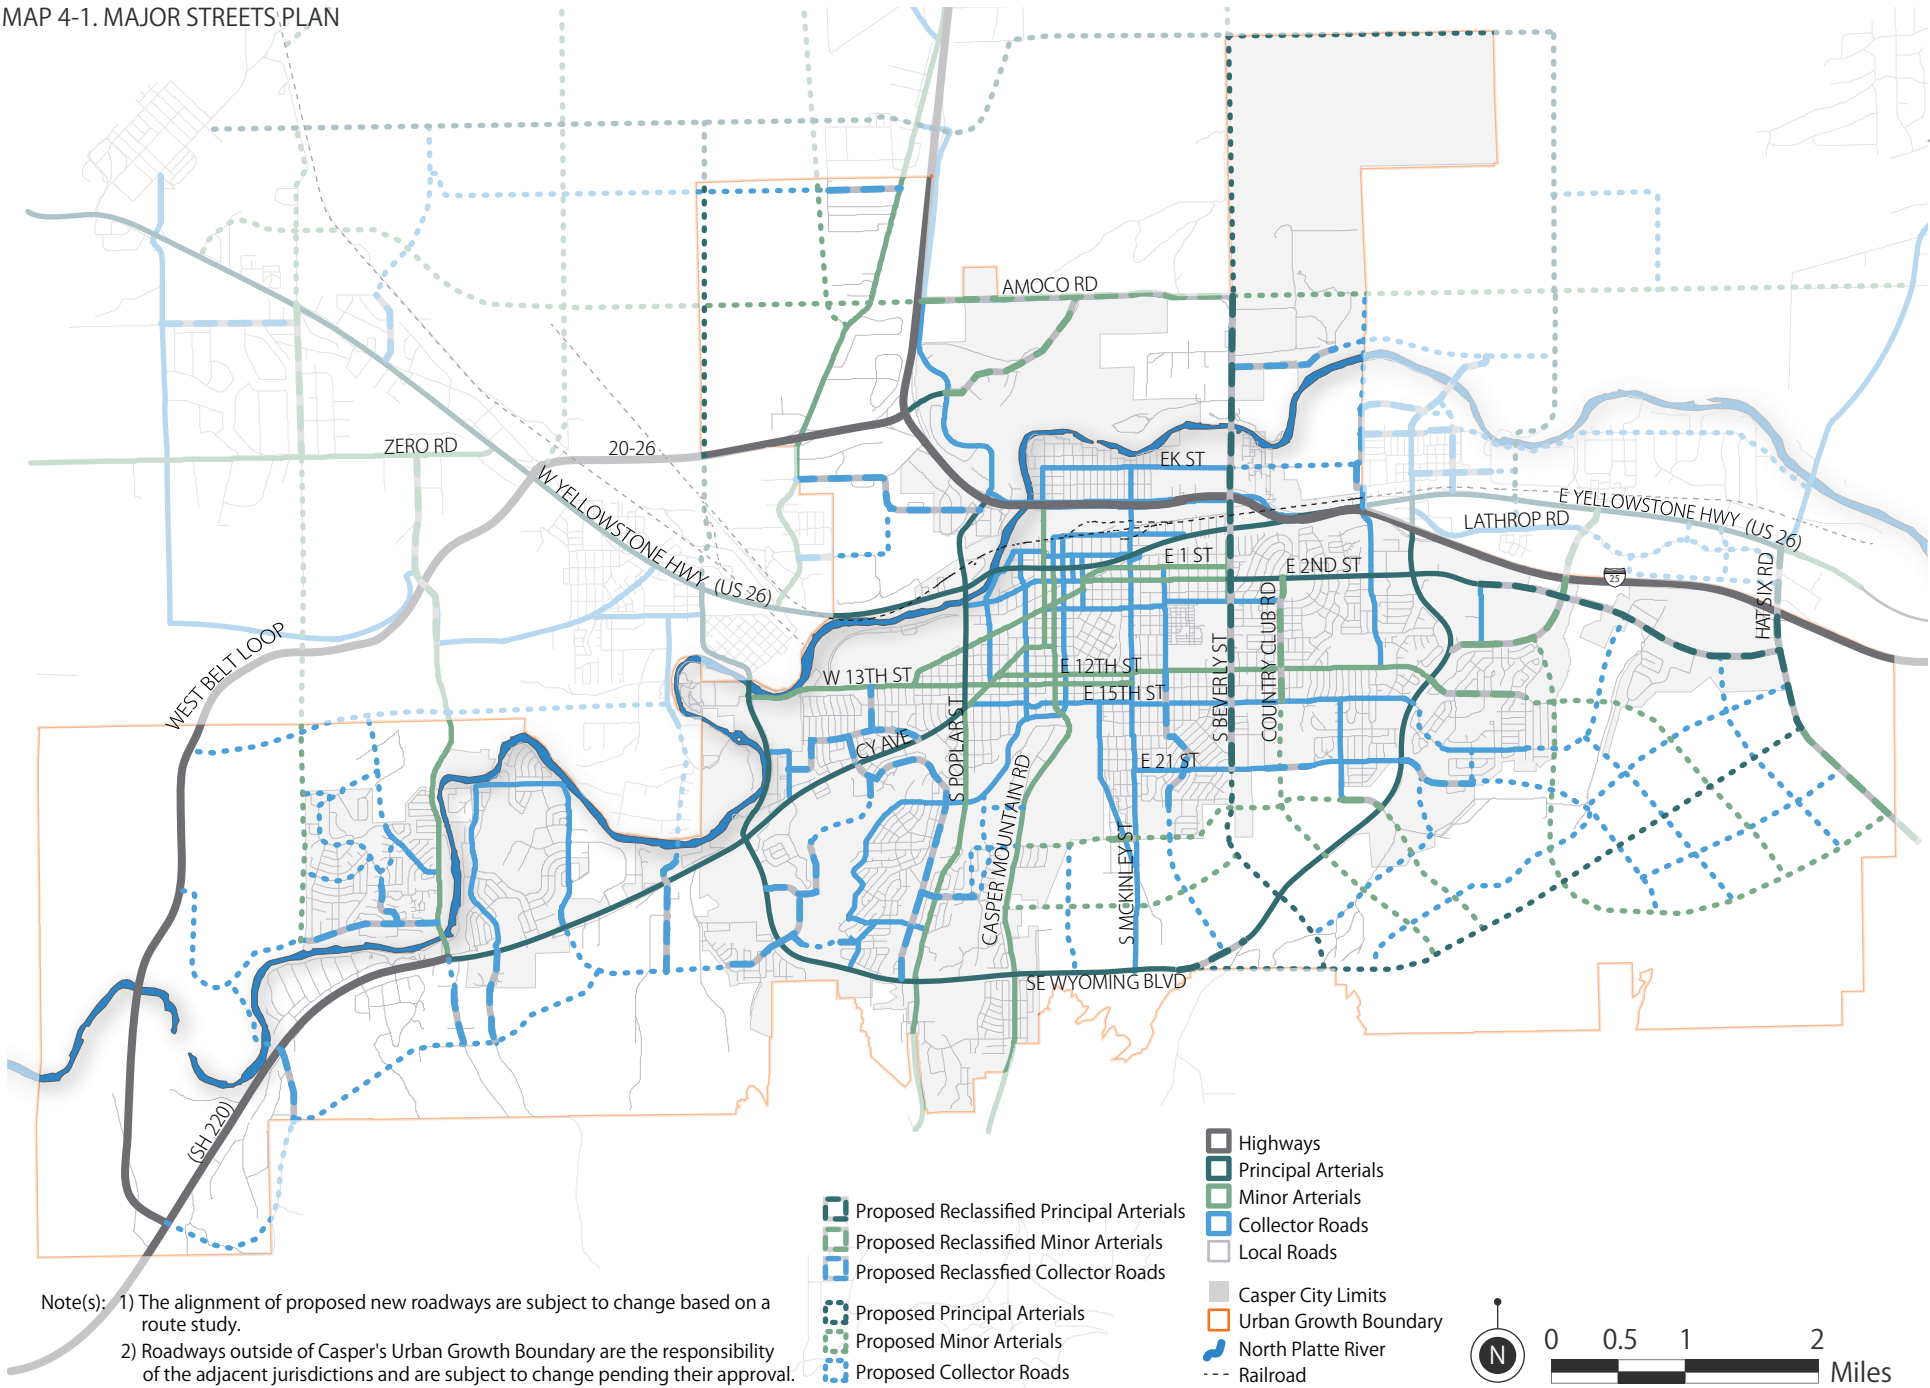 MAP 4-1. MAJOR STREETS PLAN
AMOCO RD
ZERO RD
20-26
W YELLOWSTONE HWY (US 26)
EK ST
E YELLOWSTONE HWY (US 26)
LATHROP RD
E 1 ST
E 2ND ST
25
HAT SIX RD
COUNTRY CLUB RD
S BEVERLY ST
WEST BELT LOOP
W 13TH ST
E 12TH ST
E 15TH ST
CY AVE
S POPLAR ST
E 21 ST
CASPER MOUNTAIN RD
S MCKINLEY ST
SE WYOMING BLVD
(SH 220)
Highways
Principal Arterials
Minor Arterials
Collector Roads
Local Roads
Casper City Limits
Urban Growth Boundary
North Platte River
Railroad
Proposed Reclassified Principal Arterials
Proposed Reclassified Minor Arterials
Proposed Reclassfied Collector Roads
Proposed Principal Arterials
Proposed Minor Arterials
Proposed Collector Roads
Note(s): 1) The alignment of proposed new roadways are subject to change based on a
route study.
2) Roadways outside of Casper's Urban Growth Boundary are the responsibility
of the adjacent jurisdictions and are subject to change pending their approval.
N
0 0.5 1 2
Miles